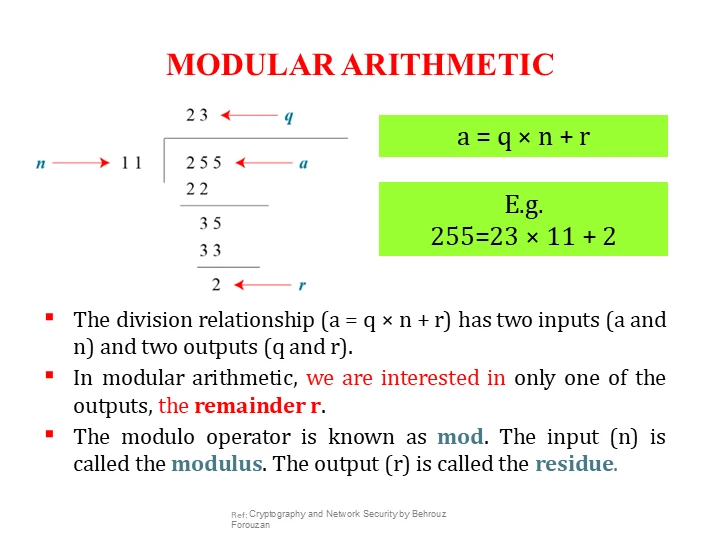 MODULAR ARITHMETIC
2 3 q
n 1 1 2 5 5 a
2 2
3 5
3 3
2 r
a = q × n + r
E.g.
255=23 × 11 + 2
▪ The division relationship (a = q × n + r) has two inputs (a and
n) and two outputs (q and r).
▪ In modular arithmetic, we are interested in only one of the
outputs, the remainder r.
▪ The modulo operator is known as mod. The input (n) is
called the modulus. The output (r) is called the residue.
Ref: Cryptography and Network Security by Behrouz
Forouzan